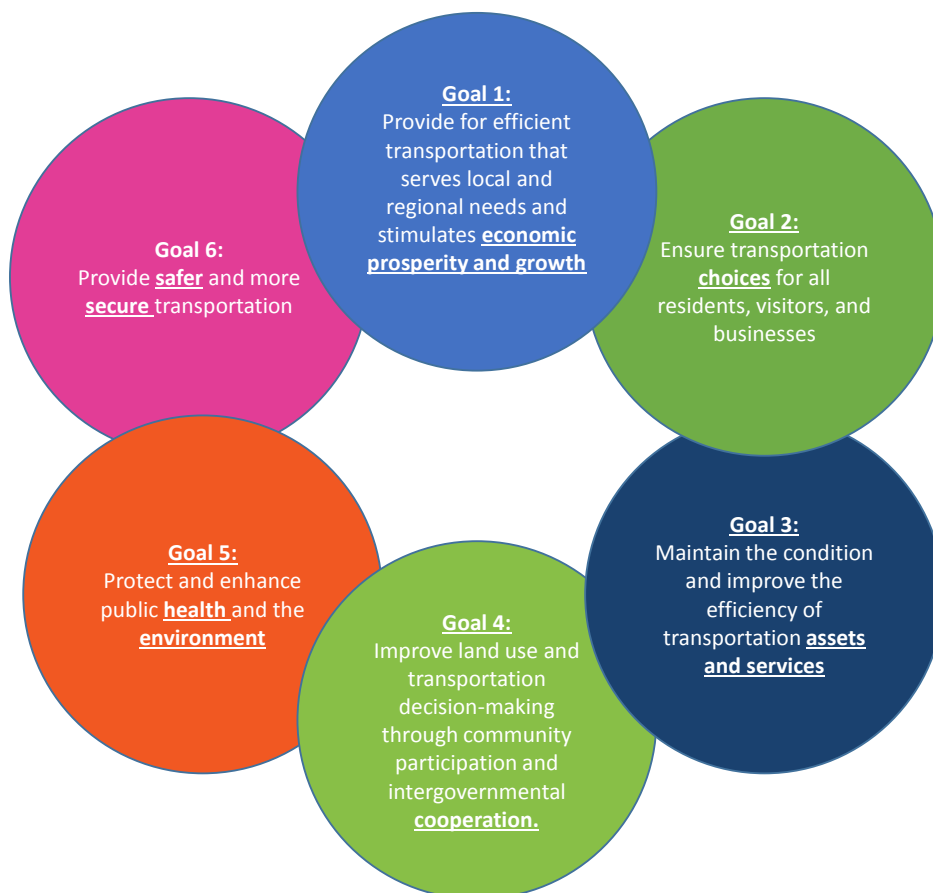 Goal 1:
Provide for efficient
transportation that
serves local and
regional needs and
stimulates economic
prosperity and growth
Goal 2:
Ensure transportation
choices for all
residents, visitors, and
businesses
Goal 3:
Maintain the condition
and improve the
efficiency of
transportation assets
and services
Goal 4:
Improve land use and
transportation
decision-making
through community
participation and
intergovernmental
cooperation.
Goal 5:
Protect and enhance
public health and the
environment
Goal 6:
Provide safer and more
secure transportation